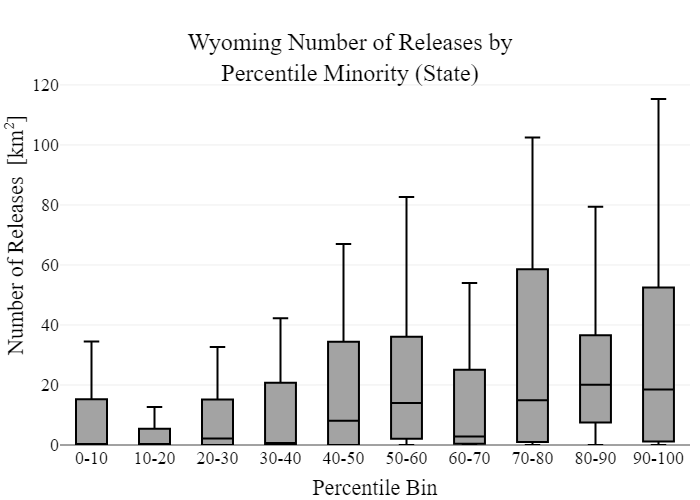 Wyoming Number of Releases by
Percentile Minority (State)
Number of Releases [km²]
120
100
80
60
40
20
0
0-10 10-20 20-30 30-40 40-50 50-60 60-70 70-80 80-90 90-100
Percentile Bin